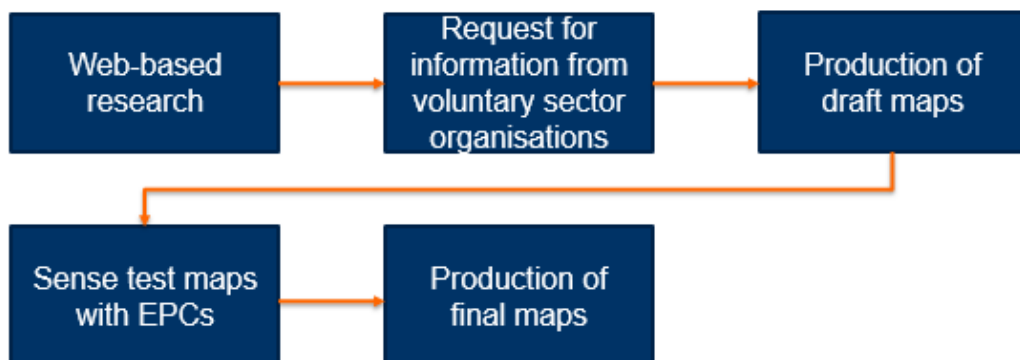 Web-based
research
Request for
information from
voluntary sector
organisations
Production of
draft maps
Sense test maps
with EPCs
Production of
final maps